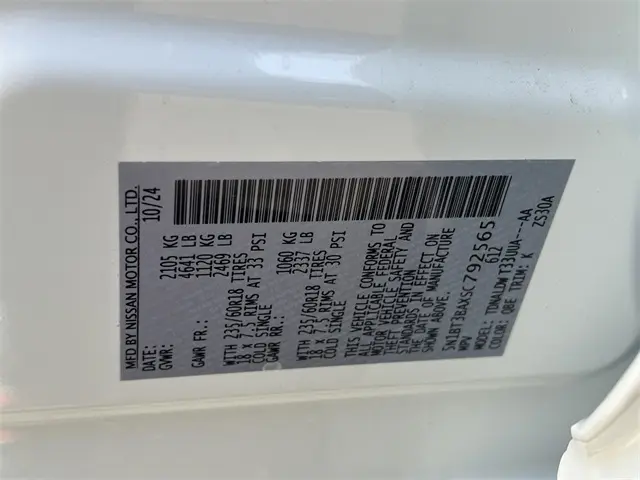 MFD BY NISSAN MOTOR CO., LTD.
DATE: 10/24
GVWR: 2105 KG
4641 LB
GAWR FR.: 1120 KG
2469 LB
WITH 235/60R18 TIRES
18 X 7.5 RIMS AT 33 PSI
COLD SINGLE
GAWR RR.: 1060 KG
2337 LB
WITH 235/60R18 TIRES
18 X 7.5 RIMS AT 30 PSI
COLD SINGLE
THIS VEHICLE CONFORMS TO
ALL APPLICABLE FEDERAL
MOTOR VEHICLE SAFETY AND
THEFT PREVENTION
STANDARDS IN EFFECT ON
THE DATE OF MANUFACTURE
SHOWN ABOVE.
5N1BT3BAXSC792565
MPV 612
MODEL: TDNALDWT33UUA---AA
COLOR: QBE TRIM: K ZS30A